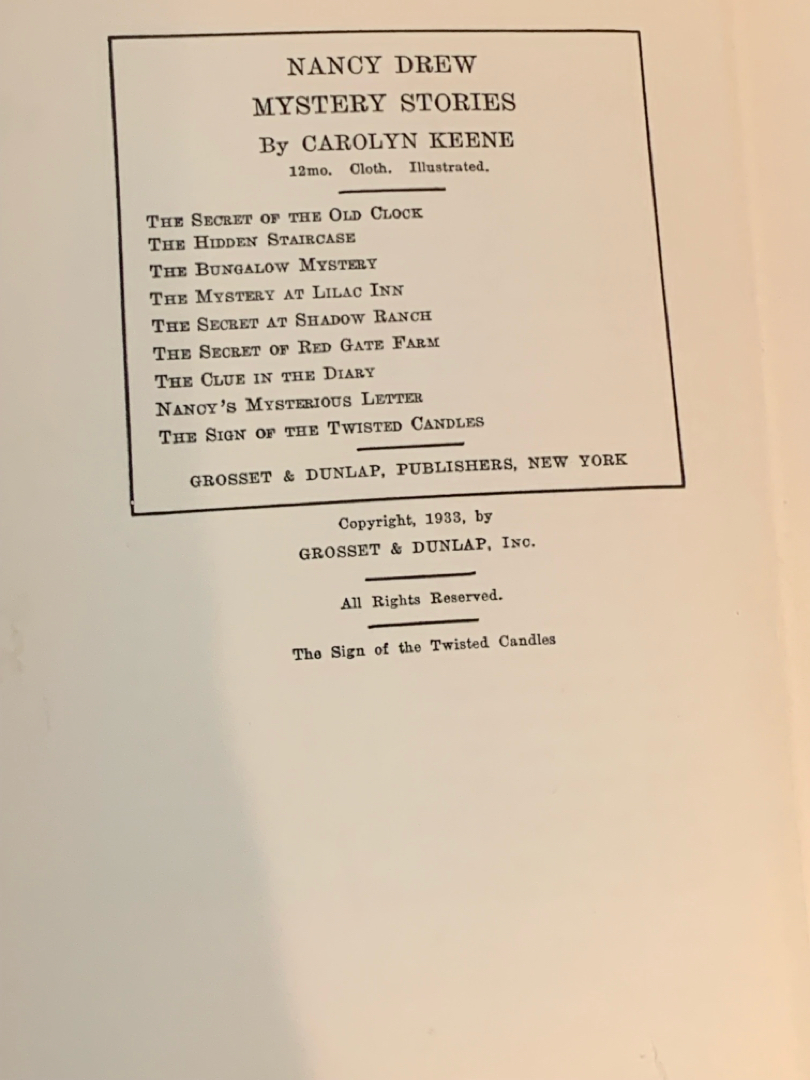 NANCY DREW
MYSTERY STORIES
By CAROLYN KEENE
12mo. Cloth. Illustrated.
THE SECRET OF THE OLD CLOCK
THE HIDDEN STAIRCASE
THE BUNGALOW MYSTERY
THE MYSTERY AT LILAC INN
THE SECRET AT SHADOW RANCH
THE SECRET OF RED GATE FARM
THE CLUE IN THE DIARY
NANCY'S MYSTERIOUS LETTER
THE SIGN OF THE TWISTED CANDLES
GROSSET & DUNLAP, PUBLISHERS, NEW YORK
Copyright, 1933, by
GROSSET & DUNLAP, INC.
All Rights Reserved.
The Sign of the Twisted Candles